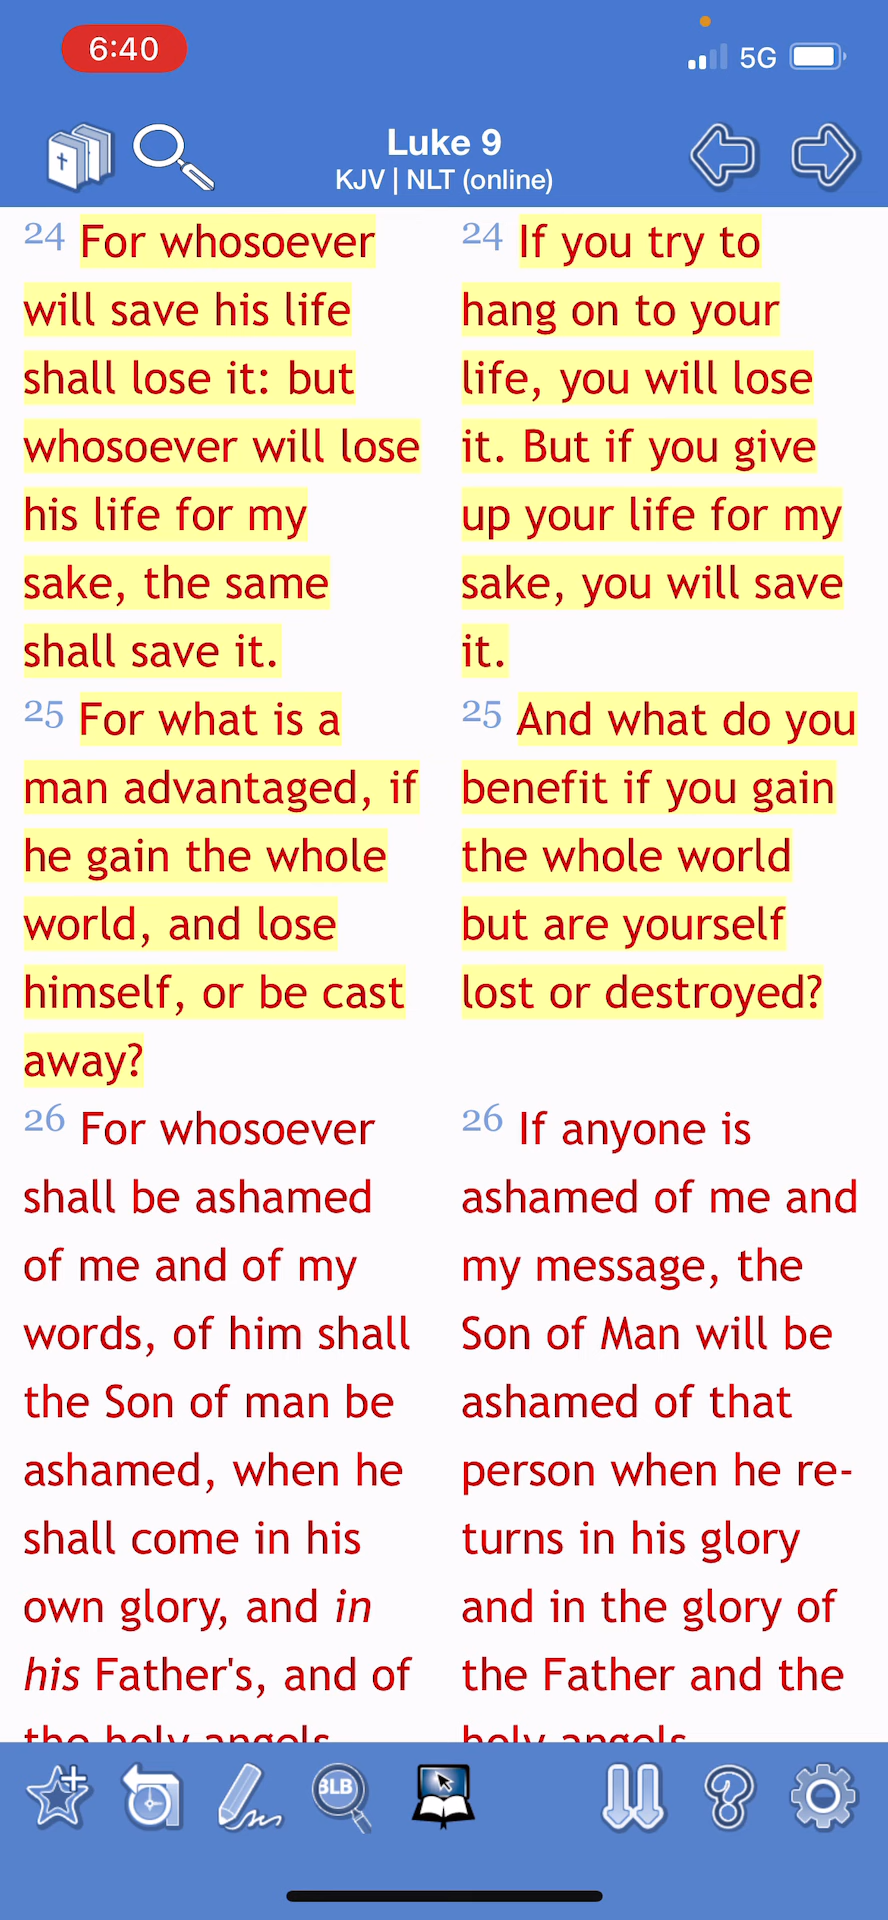 6:40
5G
Luke 9
KJV | NLT (online)
24 For whosoever
will save his life
shall lose it: but
whosoever will lose
his life for my
sake, the same
shall save it.
25 For what is a
man advantaged, if
he gain the whole
world, and lose
himself, or be cast
away?
26 For whosoever
shall be ashamed
of me and of my
words, of him shall
the Son of man be
ashamed, when he
shall come in his
own glory, and in
his Father's, and of
the holy angels
24 If you try to
hang on to your
life, you will lose
it. But if you give
up your life for my
sake, you will save
it.
25 And what do you
benefit if you gain
the whole world
but are yourself
lost or destroyed?
26 If anyone is
ashamed of me and
my message, the
Son of Man will be
ashamed of that
person when he re-
turns in his glory
and in the glory of
the Father and the
holy angels
BLB